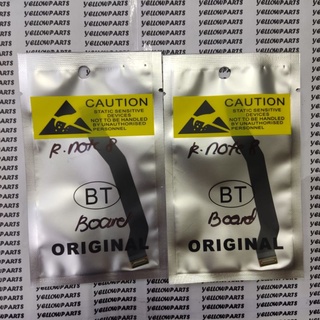 YELLOWPARTS
CAUTION
STATIC SENSITIVE
DEVICES
NOT TO BE HANDLED
BY UNAUTHORISED
PERSONNEL
R.note 8
BT
Board
ORIGINAL
CAUTION
STATIC SENSITIVE
DEVICES
NOT TO BE HANDLED
BY UNAUTHORISED
PERSONNEL
R.note 8
BT
Board
ORIGINAL